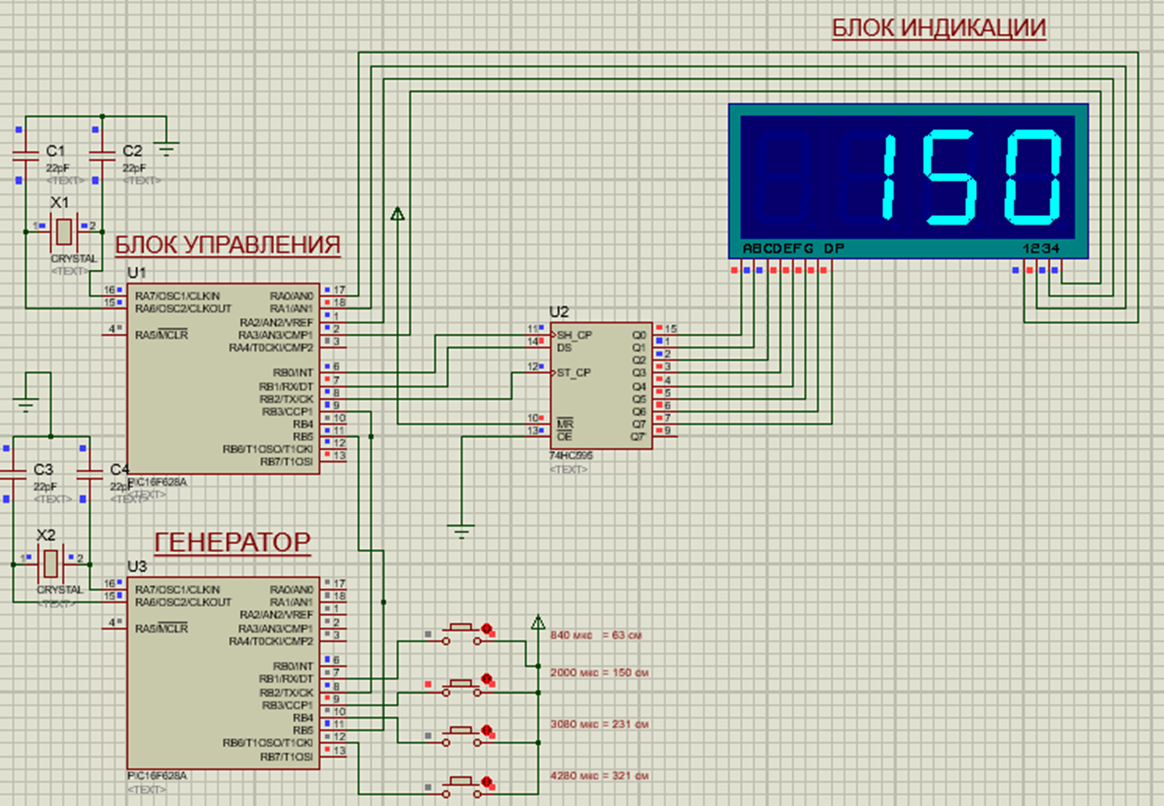 БЛОК ИНДИКАЦИИ
150
ABCDEFG DP
1234
C1
22pF
<TEXT>
C2
22pF
<TEXT>
X1
1
2
CRYSTAL
<TEXT>
БЛОК УПРАВЛЕНИЯ
U1
16
15
4
RA7/OSC1/CLKIN
RA6/OSC2/CLKOUT
RA5/MCLR
RA0/AN0
RA1/AN1
RA2/AN2/VREF
RA3/AN3/CMP1
RA4/T0CKI/CMP2
RB0/INT
RB1/RX/DT
RB2/TX/CK
RB3/CCP1
RB4
RB5
RB6/T1OSO/T1CKI
RB7/T1OSI
17
18
1
2
3
6
7
8
9
10
11
12
13
PIC16F628A
<TEXT>
U2
11
14
12
10
13
SH_CP
DS
ST_CP
MR
OE
Q0
Q1
Q2
Q3
Q4
Q5
Q6
Q7
Q7'
15
1
2
3
4
5
6
7
9
74HC595
<TEXT>
C3
22pF
<TEXT>
C4
22pF
<TEXT>
X2
1
2
CRYSTAL
<TEXT>
ГЕНЕРАТОР
U3
16
15
4
RA7/OSC1/CLKIN
RA6/OSC2/CLKOUT
RA5/MCLR
RA0/AN0
RA1/AN1
RA2/AN2/VREF
RA3/AN3/CMP1
RA4/T0CKI/CMP2
RB0/INT
RB1/RX/DT
RB2/TX/CK
RB3/CCP1
RB4
RB5
RB6/T1OSO/T1CKI
RB7/T1OSI
17
18
1
2
3
6
7
8
9
10
11
12
13
PIC16F628A
<TEXT>
840 мкс = 63 см
2000 мкс = 150 см
3080 мкс = 231 см
4280 мкс = 321 см